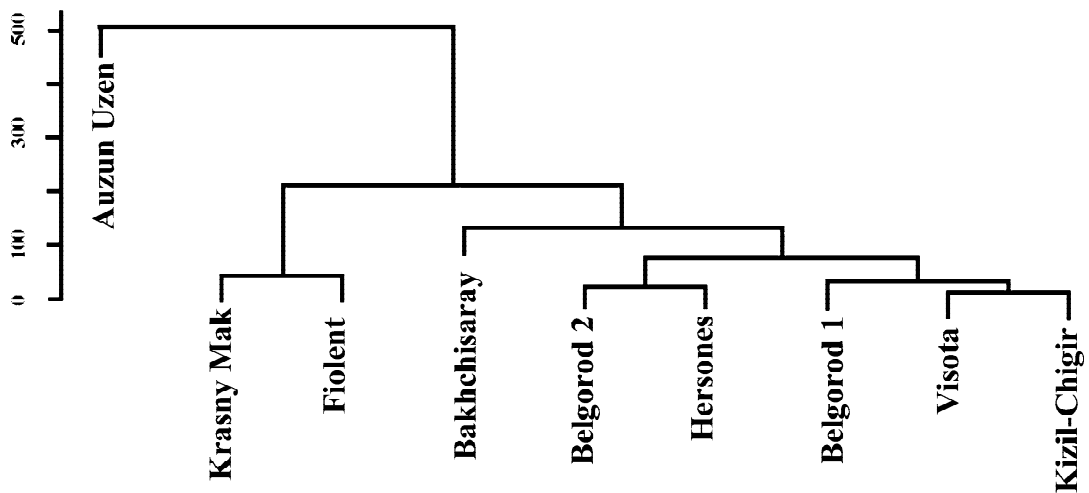 500
300
100
0
Auzun Uzen
Krasny Mak
Fiolent
Bakhchisaray
Belgorod 2
Hersones
Belgorod 1
Visota
Kizil-Chigir